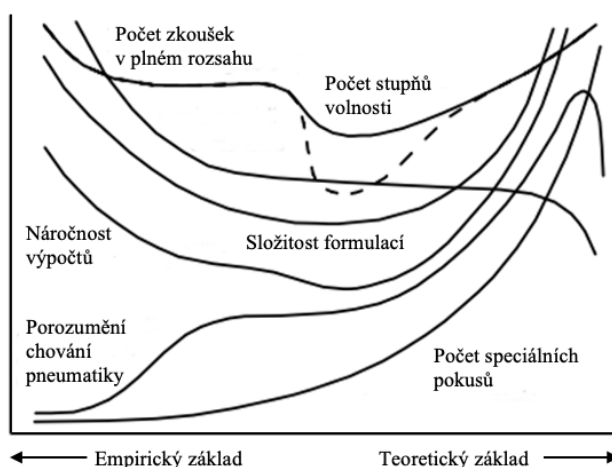 Počet zkoušek
v plném rozsahu
Počet stupňů
volnosti
Náročnost
výpočtů
Složitost formulací
Porozumění
chování
pneumatiky
Počet speciálních
pokusů
Empirický základ
Teoretický základ